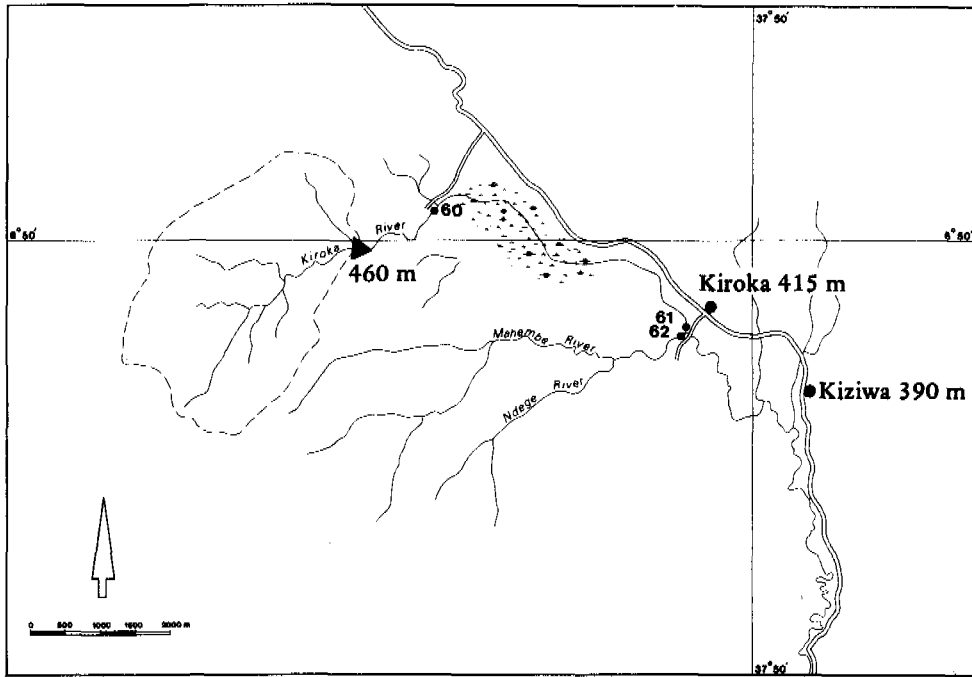 37°50'
60
6°50'
6°50'
Kiroka River
460 m
Kiroka 415 m
61
62
Mahembe River
Kiziwa 390 m
Ndege River
0 500 1000 1500 2000 m
37°50'